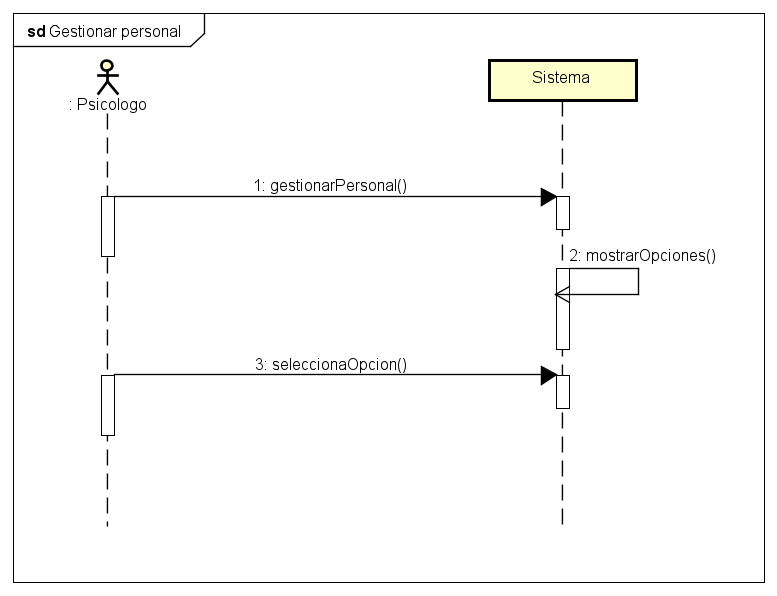 sd Gestionar personal
: Psicologo
Sistema
1: gestionarPersonal()
2: mostrarOpciones()
3: seleccionaOpcion()